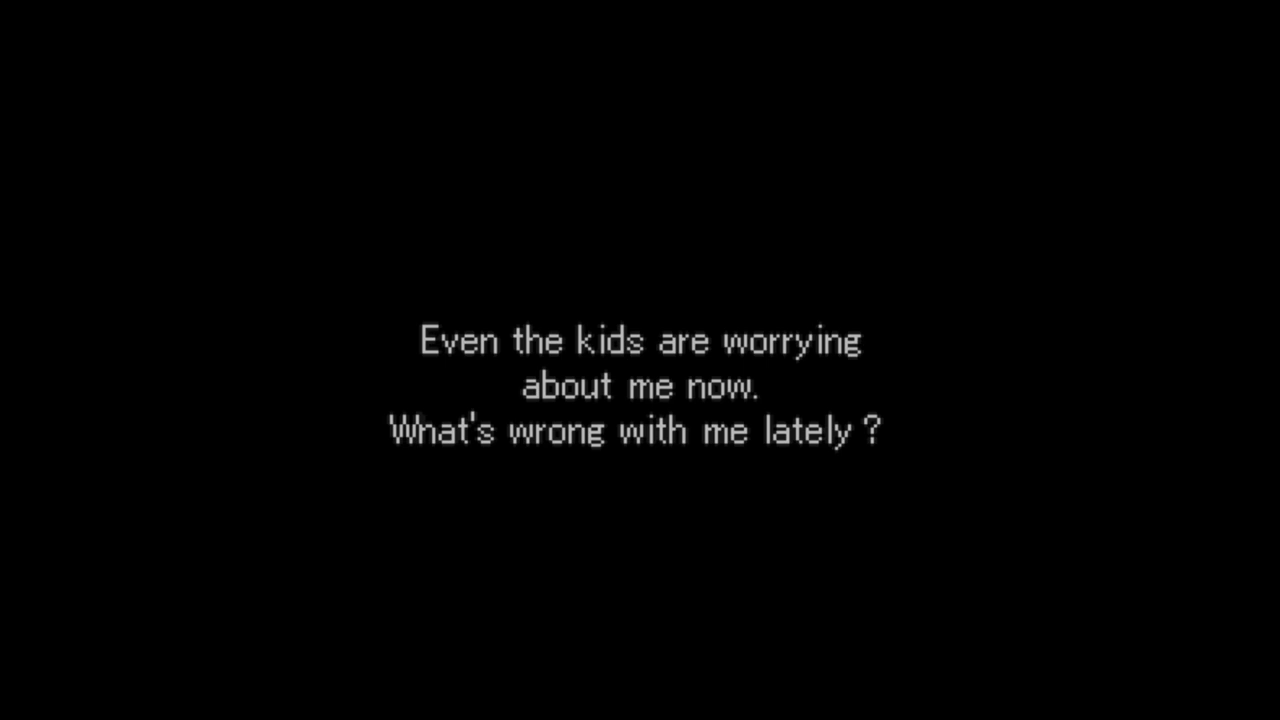 Even the kids are worrying
about me now.
What's wrong with me lately ?